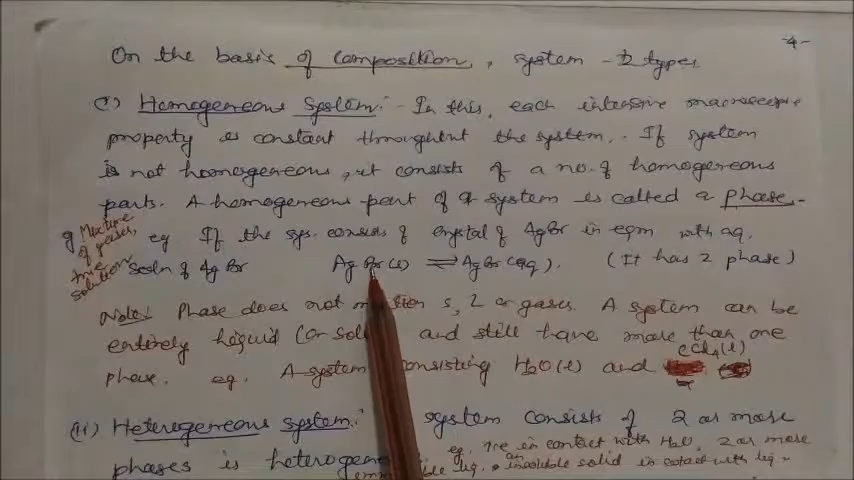 -4-
On the basis of composition, system - 2 types
(i) Homogeneous System :- In this, each intensive macroscopic
property is constant throughout the system. If system
is not homogeneous, it consists of a no. of homogeneous
parts. A homogeneous part of a system is called a phase.
g Mixture of gases, true solution
eg If the sys. consists of crystal of AgBr in eqm with aq.
Soln of AgBr AgBr(s) ⇌ AgBr(aq). (It has 2 phase)
Note: Phase does not mention s, L or gases. A system can be
entirely liquid (or and still have more than one
phase. eg. A system consisting H2O(l) and CCl4(l)
(ii) Heterogeneous system: system consists of 2 or more
phases is eg. Ice in contact with H2O, 2 or more
liq. an insoluble solid in contact with liq.